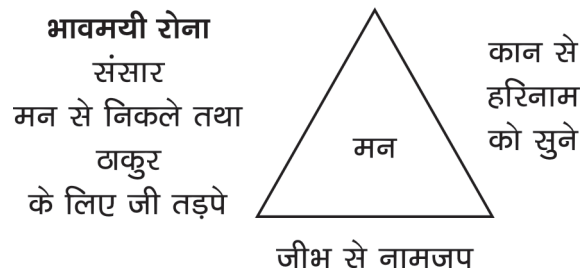 भावमयी रोना
संसार
मन से निकले तथा
ठाकुर
के लिए जी तड़पे
मन
कान से
हरिनाम
को सुने
जीभ से नामजप